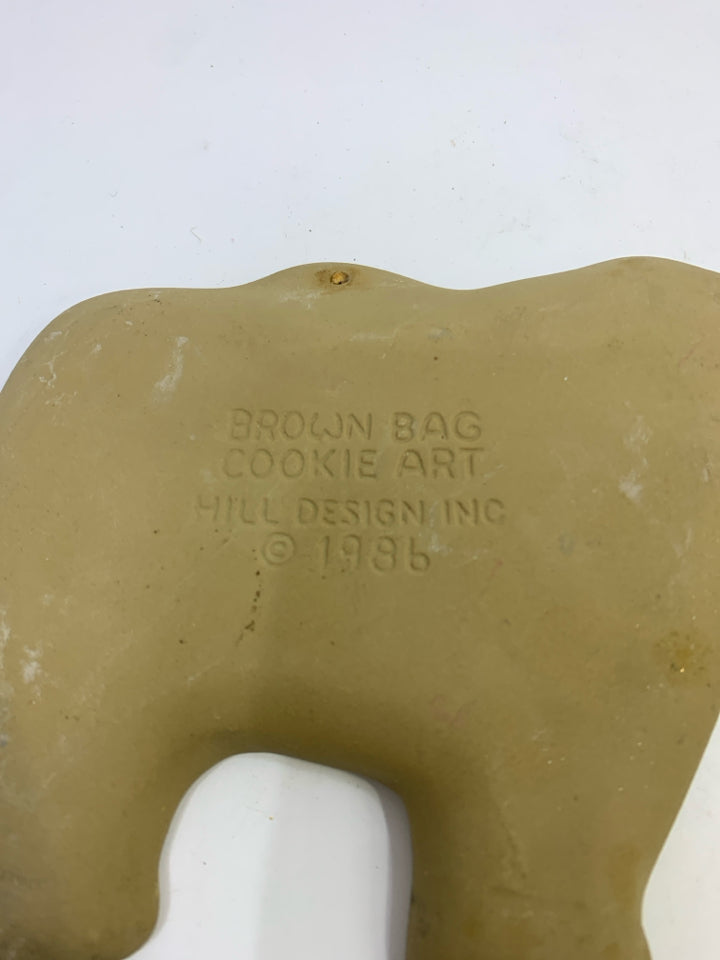 BROWN BAG
COOKIE ART
HILL DESIGN INC
© 1986